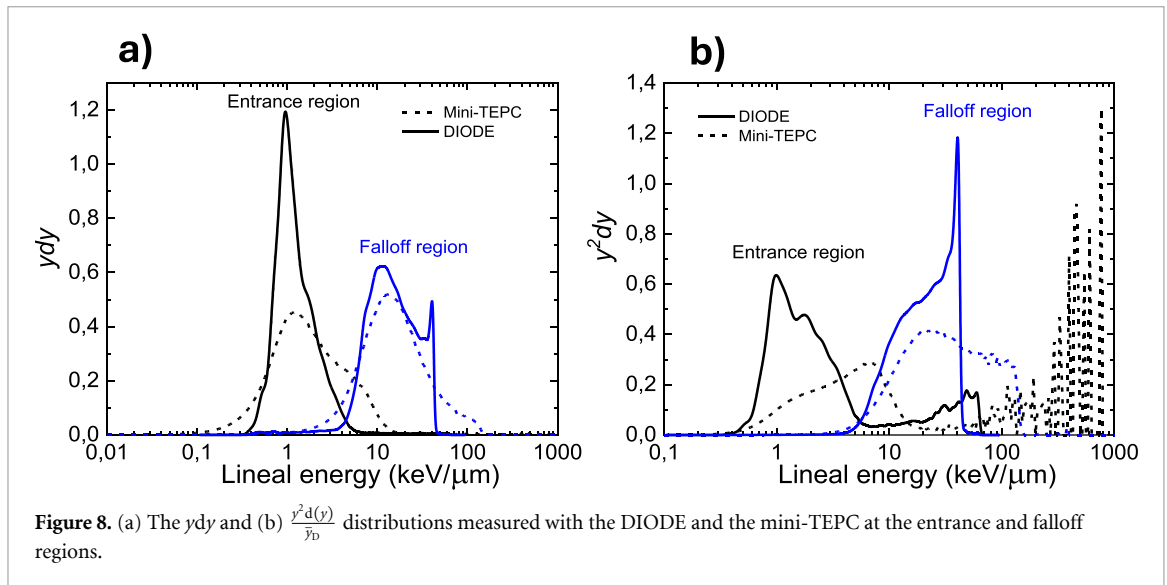 a)
1,2
1,0
0,8
0,6
0,4
0,2
0,0
ydy
Entrance region
Mini-TEPC
DIODE
Falloff region
0,01 0,1 1 10 100 1000
Lineal energy (keV/μm)
b)
1,4
1,2
1,0
0,8
0,6
0,4
0,2
0,0
y²dy
DIODE
Mini-TEPC
Falloff region
Entrance region
0,1 1 10 100 1000
Lineal energy (keV/μm)
Figure 8. (a) The ydy and (b) y²d(y)/ȳD distributions measured with the DIODE and the mini-TEPC at the entrance and falloff
regions.